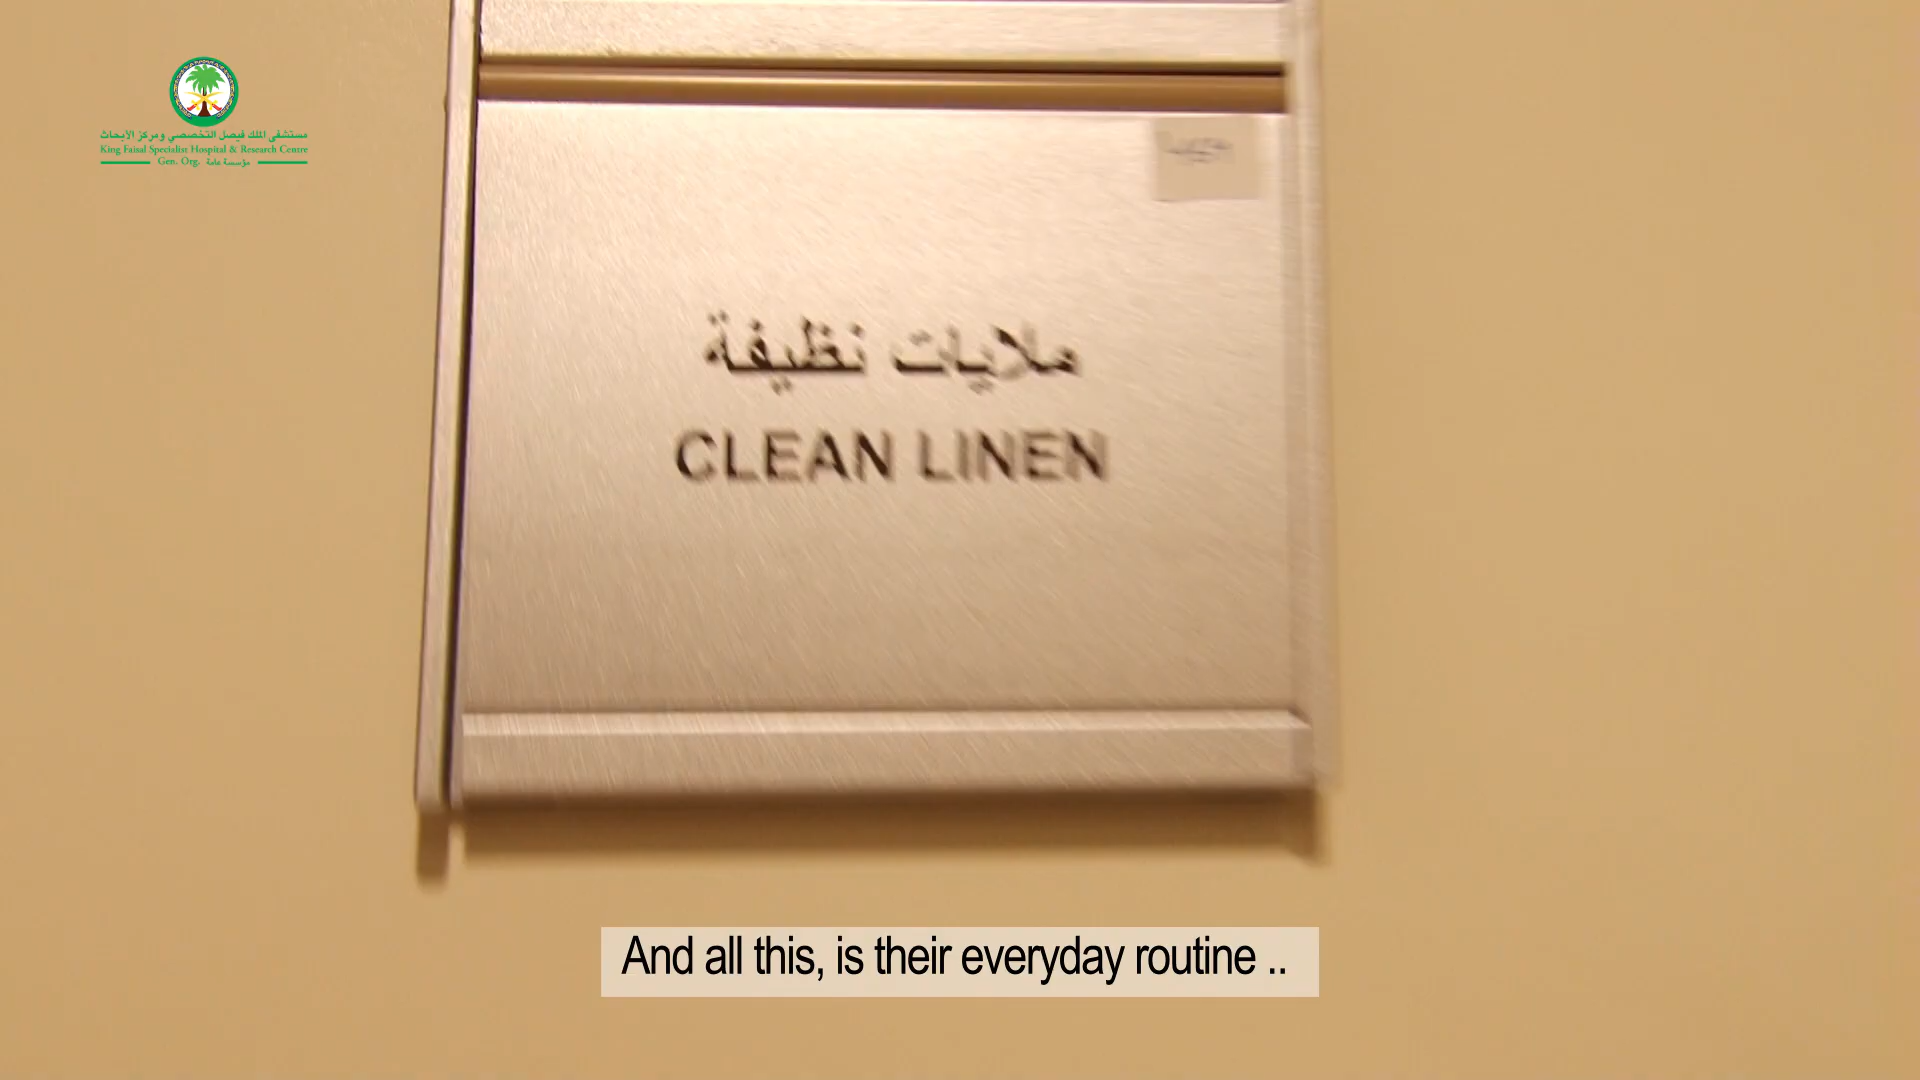 مستشفى الملك فيصل التخصصي ومركز الأبحاث
King Faisal Specialist Hospital & Research Centre
Gen. Org. مؤسسة عامة
ملايات نظيفة
CLEAN LINEN
And all this, is their everyday routine ..